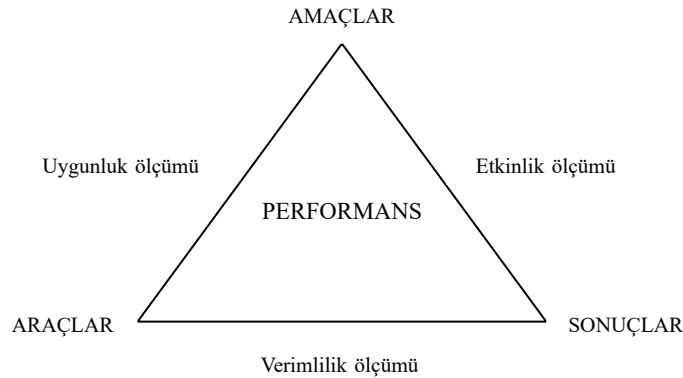 AMAÇLAR
Uygunluk ölçümü
Etkinlik ölçümü
PERFORMANS
ARAÇLAR
SONUÇLAR
Verimlilik ölçümü